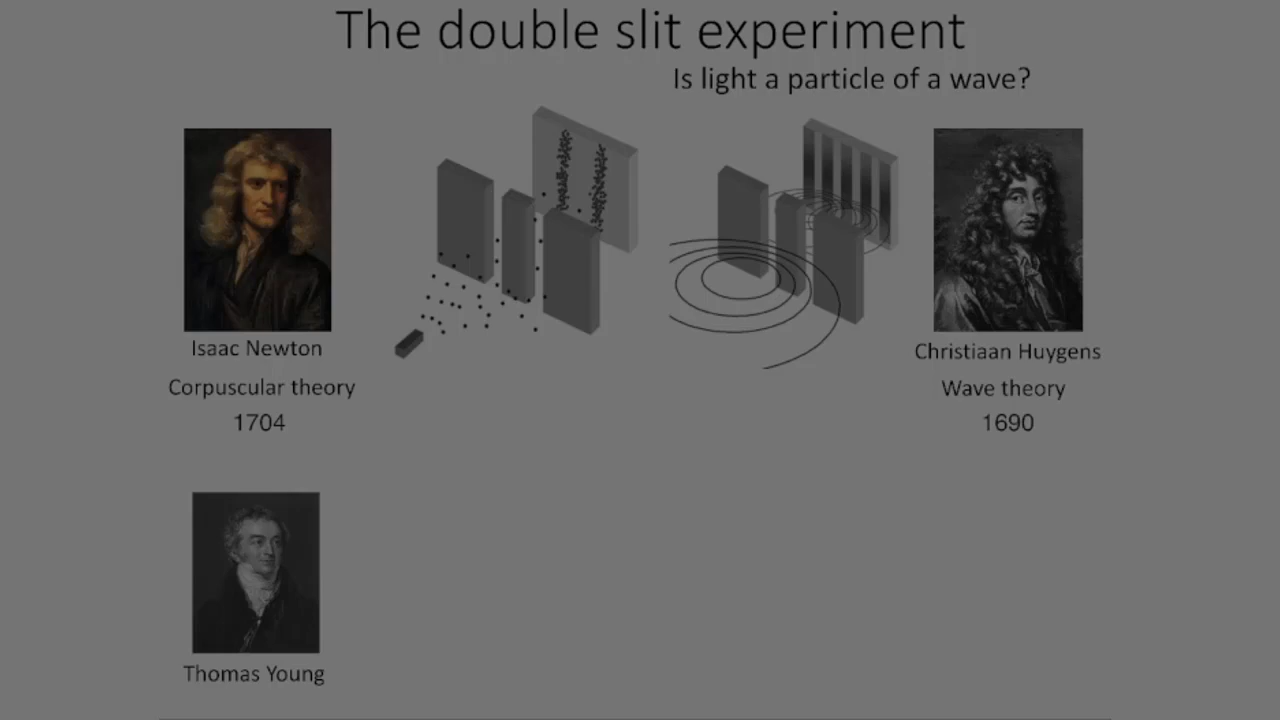 The double slit experiment
Is light a particle of a wave?
Isaac Newton
Corpuscular theory
1704
Christiaan Huygens
Wave theory
1690
Thomas Young